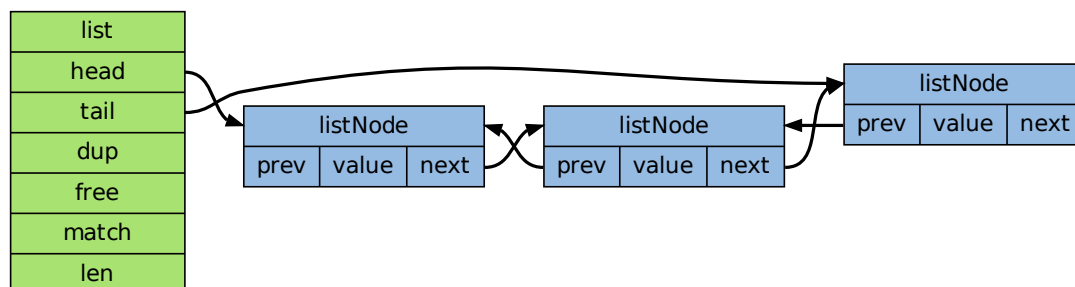 list
head
tail
dup
free
match
len
listNode
prev value next
listNode
prev value next
listNode
prev value next